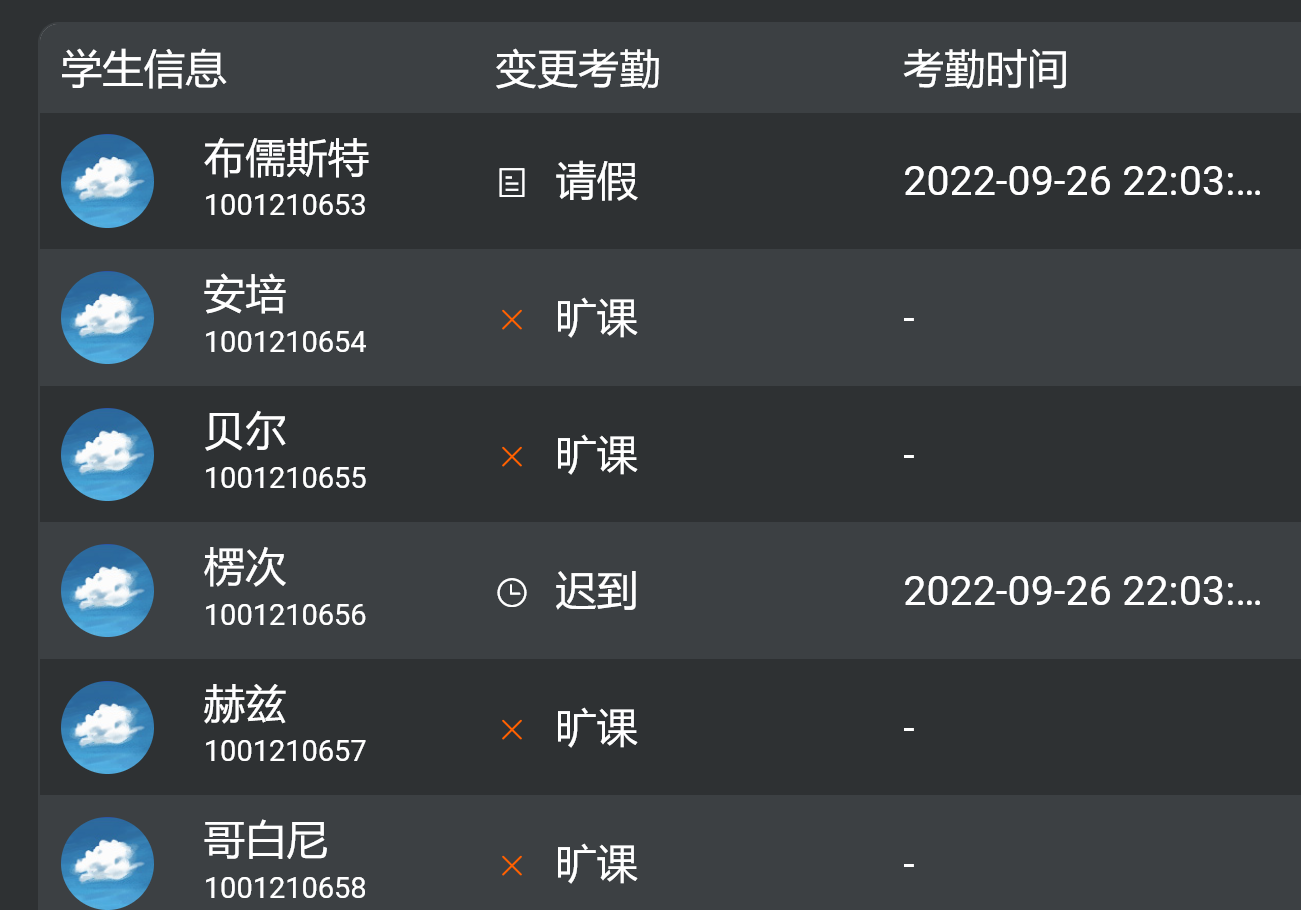 学生信息 变更考勤 考勤时间
布儒斯特
1001210653
请假
2022-09-26 22:03:...
安培
1001210654
旷课
-
贝尔
1001210655
旷课
-
楞次
1001210656
迟到
2022-09-26 22:03:...
赫兹
1001210657
旷课
-
哥白尼
1001210658
旷课
-